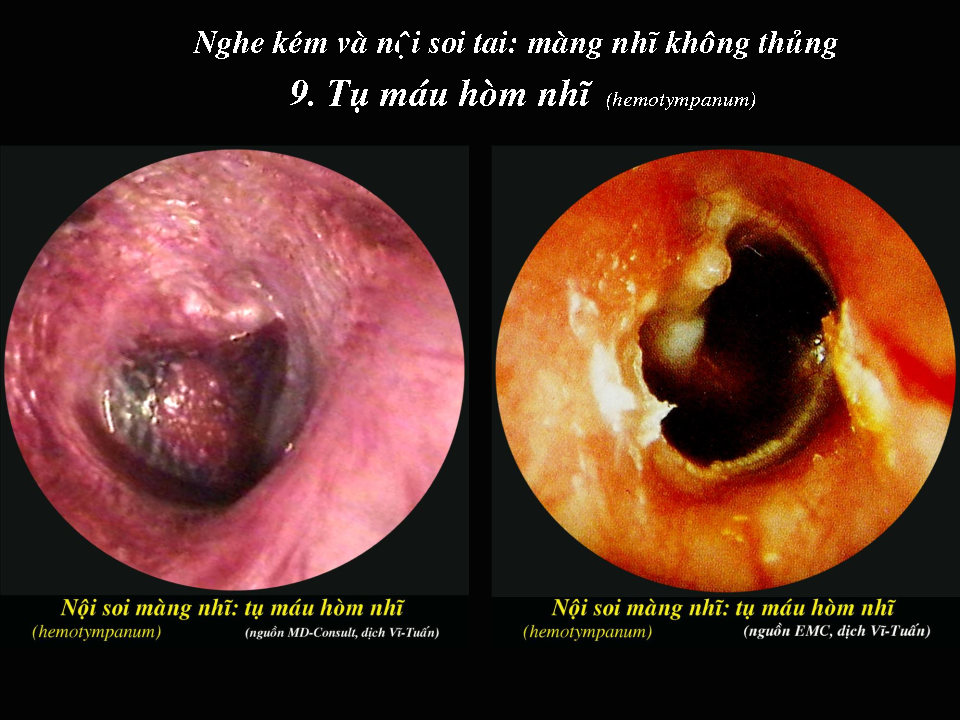 Nghe kém và nội soi tai: màng nhĩ không thủng
9. Tụ máu hòm nhĩ (hemotympanum)
Nội soi màng nhĩ: tụ máu hòm nhĩ
(hemotympanum) (nguồn MD-Consult, dịch Vĩ-Tuấn)
Nội soi màng nhĩ: tụ máu hòm nhĩ
(hemotympanum) (nguồn EMC, dịch Vĩ-Tuấn)